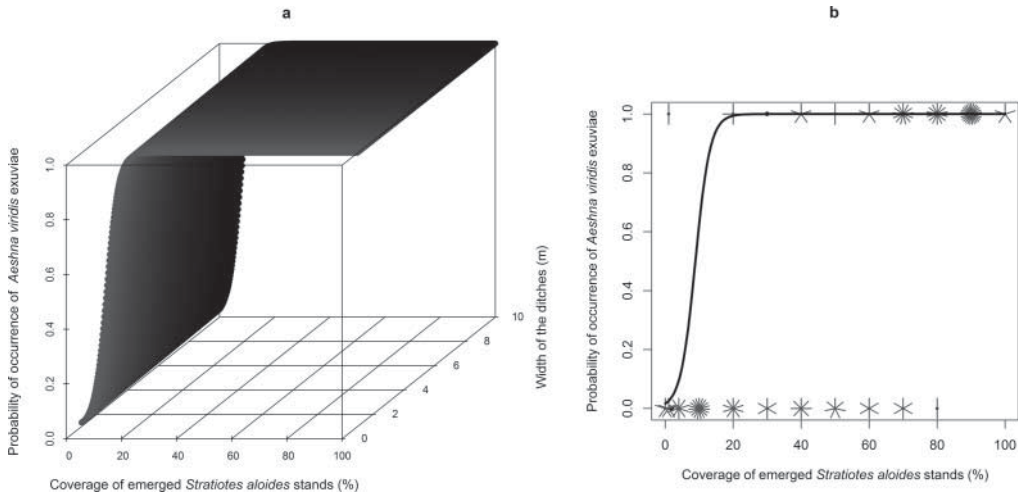 a
Probability of occurrence of Aeshna viridis exuviae
1.0
0.8
0.6
0.4
0.2
0.0
0 20 40 60 80 100
Coverage of emerged Stratiotes aloides stands (%)
0
2
4
6
8
10
Width of the ditches (m)
b
Probability of occurrence of Aeshna viridis exuviae
1.0
0.8
0.6
0.4
0.2
0.0
0 20 40 60 80 100
Coverage of emerged Stratiotes aloides stands (%)